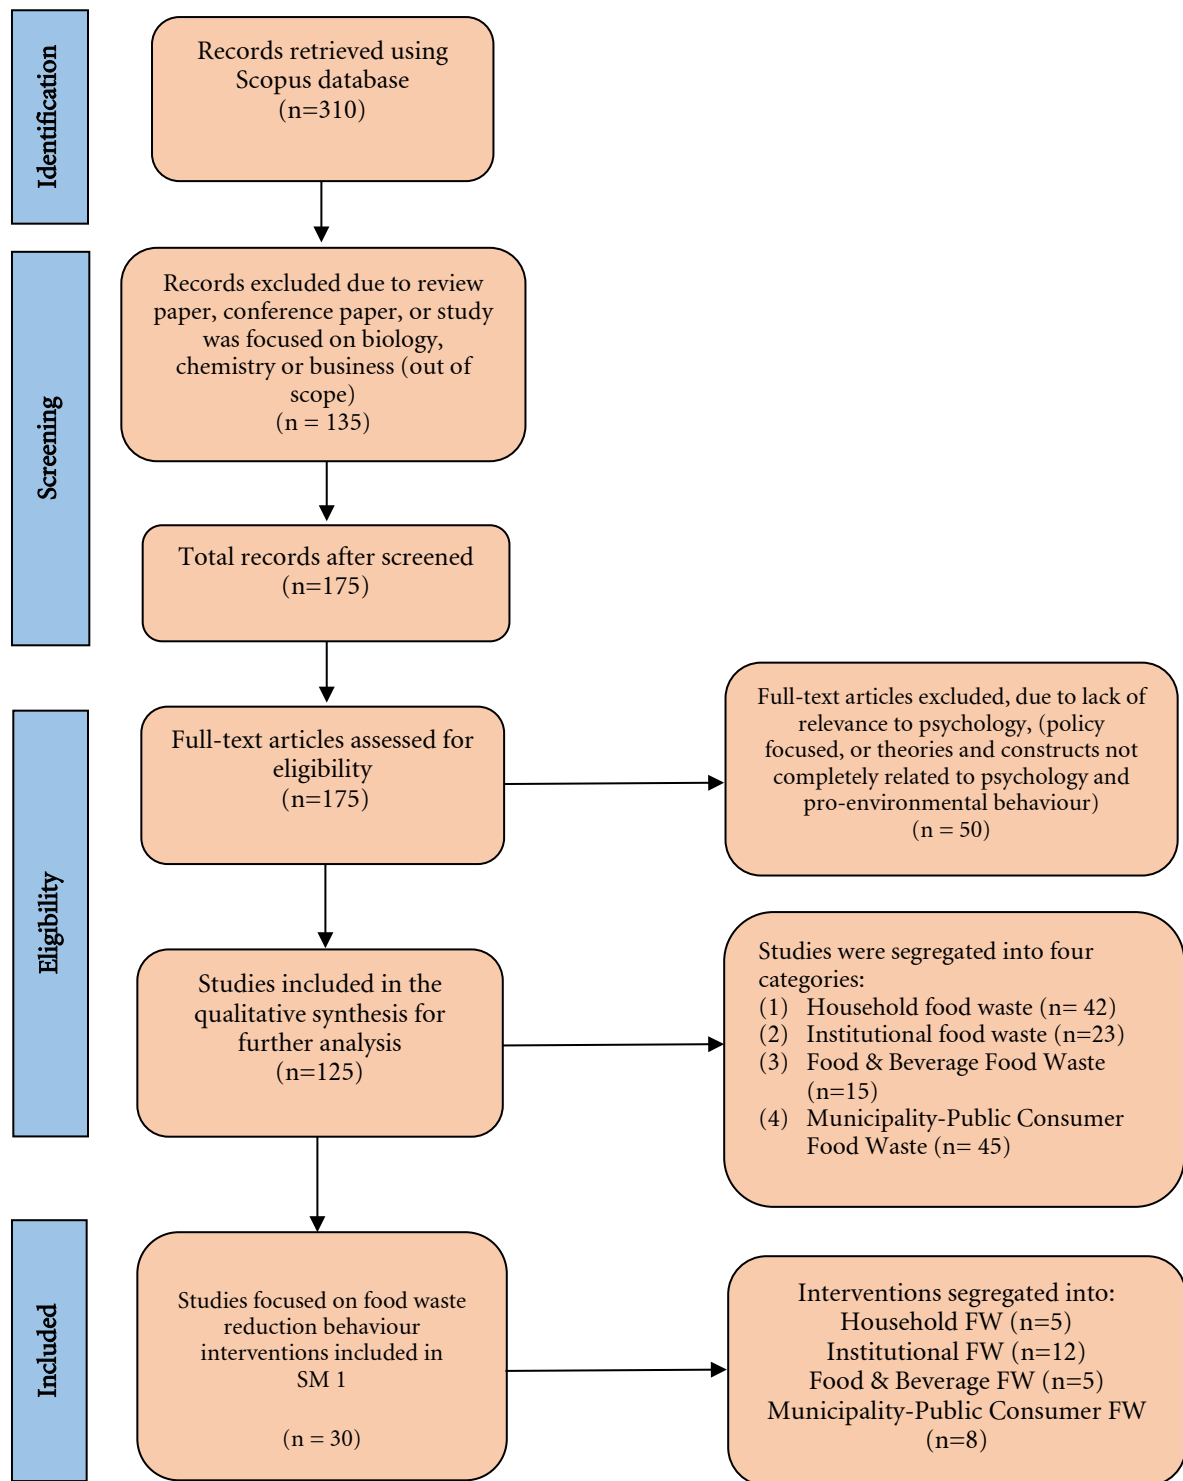 Identification
Records retrieved using
Scopus database
(n=310)
Screening
Records excluded due to review
paper, conference paper, or study
was focused on biology,
chemistry or business (out of
scope)
(n = 135)
Total records after screened
(n=175)
Eligibility
Full-text articles assessed for
eligibility
(n=175)
Full-text articles excluded, due to lack of
relevance to psychology, (policy
focused, or theories and constructs not
completely related to psychology and
pro-environmental behaviour)
(n = 50)
Studies included in the
qualitative synthesis for
further analysis
(n=125)
Studies were segregated into four
categories:
(1) Household food waste (n= 42)
(2) Institutional food waste (n=23)
(3) Food & Beverage Food Waste
(n=15)
(4) Municipality-Public Consumer
Food Waste (n= 45)
Included
Studies focused on food waste
reduction behaviour
interventions included in
SM 1
(n = 30)
Interventions segregated into:
Household FW (n=5)
Institutional FW (n=12)
Food & Beverage FW (n=5)
Municipality-Public Consumer FW
(n=8)